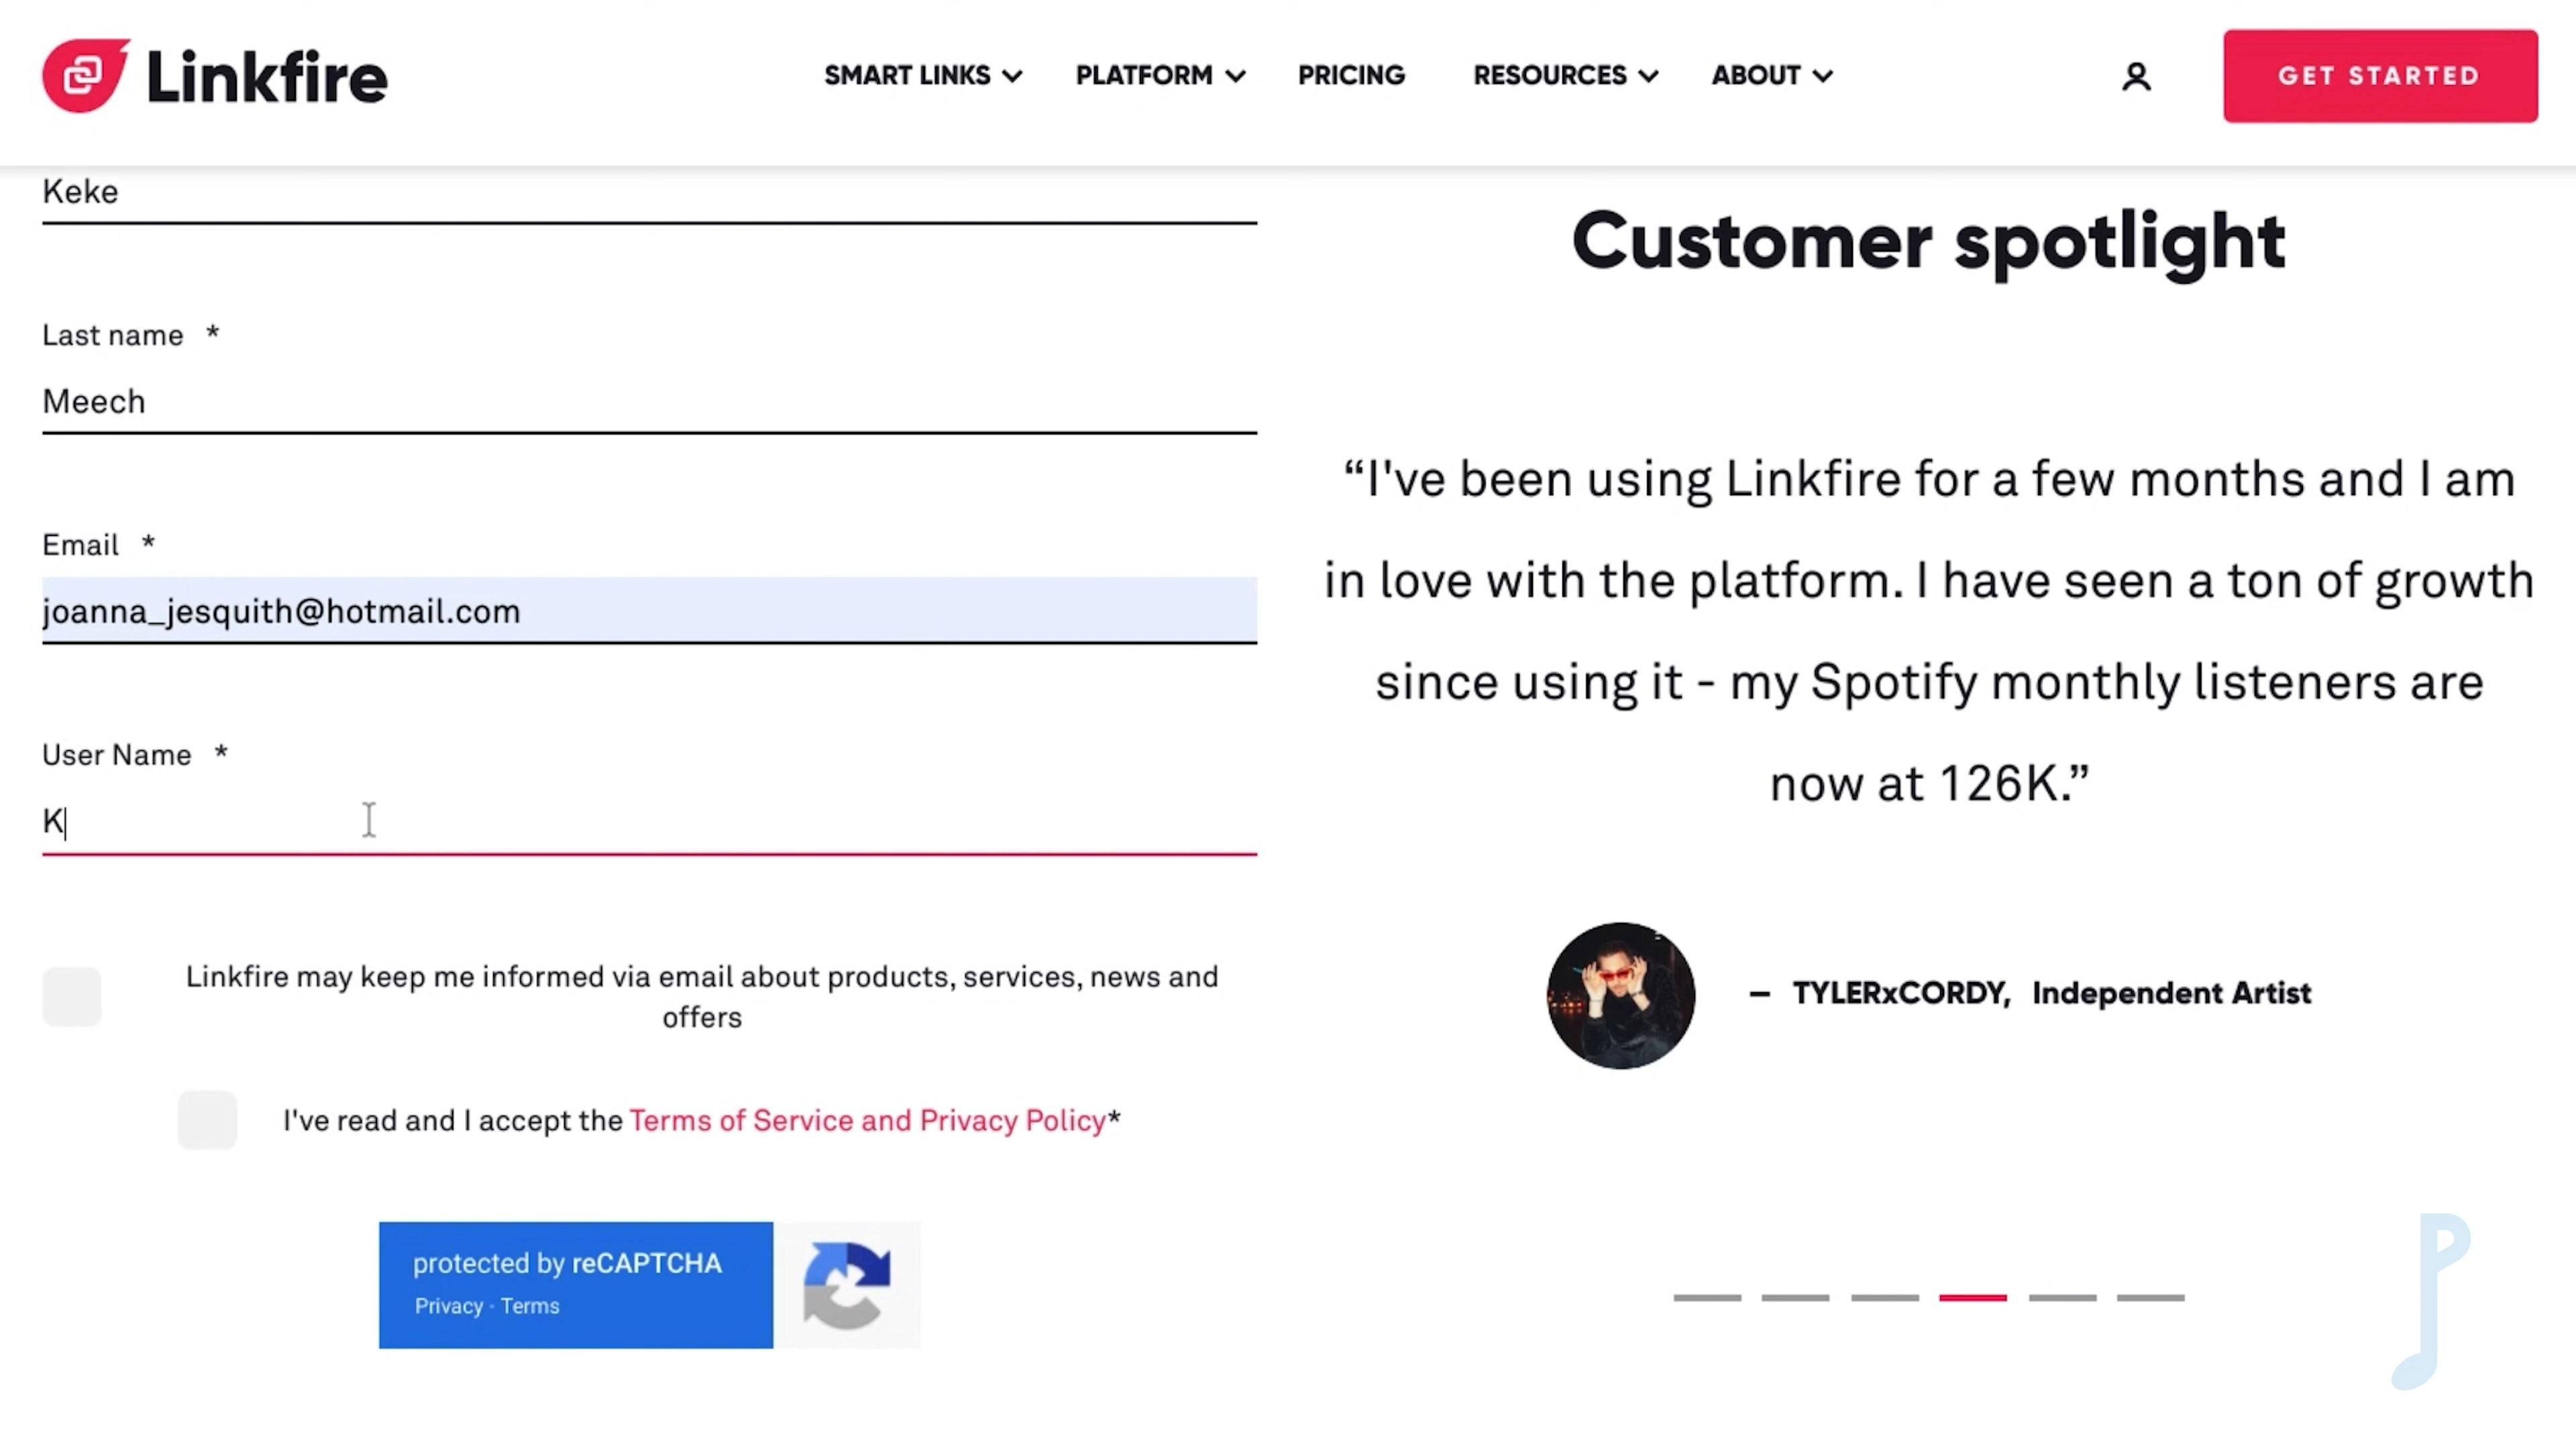 Linkfire
SMART LINKS
PLATFORM
PRICING
RESOURCES
ABOUT
GET STARTED
Keke
Last name *
Meech
Email *
joanna_jesquith@hotmail.com
User Name *
K
Linkfire may keep me informed via email about products, services, news and
offers
I've read and I accept the Terms of Service and Privacy Policy*
protected by reCAPTCHA
Privacy · Terms
Customer spotlight
“I've been using Linkfire for a few months and I am
in love with the platform. I have seen a ton of growth
since using it - my Spotify monthly listeners are
now at 126K.”
– TYLERxCORDY, Independent Artist